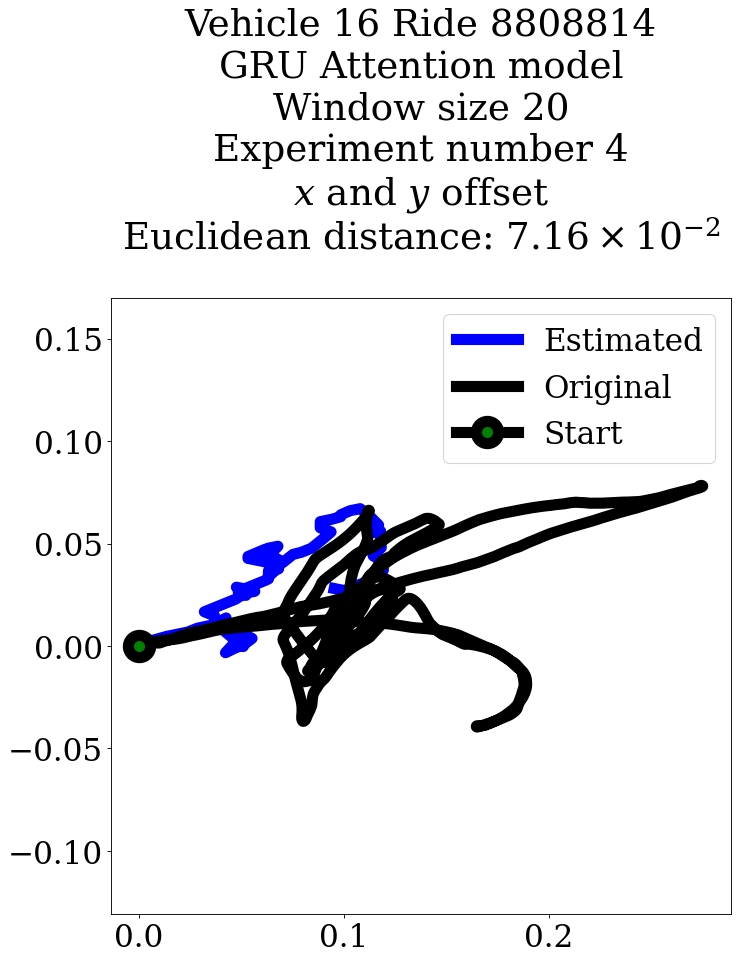 Vehicle 16 Ride 8808814
GRU Attention model
Window size 20
Experiment number 4
x and y offset
Euclidean distance: 7.16 × 10⁻²
Estimated
Original
Start
0.15
0.10
0.05
0.00
−0.05
−0.10
0.0 0.1 0.2